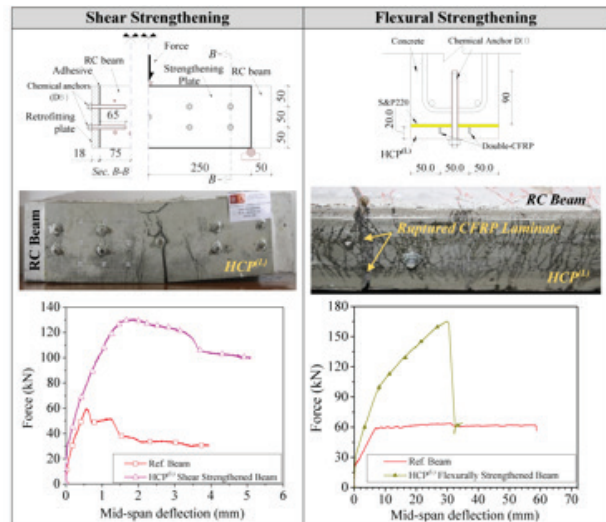 Shear Strengthening
Flexural Strengthening
Force
B
RC beam
Adhesive
Chemical anchors
Retrofitting
plate
65
18
75
Sec. B-B
Strengthening
Plate
RC beam
50
50
50
250
50
B
Concrete
Chemical Anchor
S&P220
20.0
HCP(L)
90
Double-CFRP
50.0 50.0 50.0
RC Beam
HCP(L)
RC Beam
Ruptured CFRP Laminate
HCP(L)
140
120
100
80
60
40
20
0
Force (kN)
Ref. Beam
HCP(L) Shear Strengthened Beam
0 1 2 3 4 5 6
Mid-span deflection (mm)
180
150
120
90
60
30
0
Force (kN)
Ref. Beam
HCP(L) Flexurally Strengthened Beam
0 10 20 30 40 50 60 70
Mid-span deflection (mm)